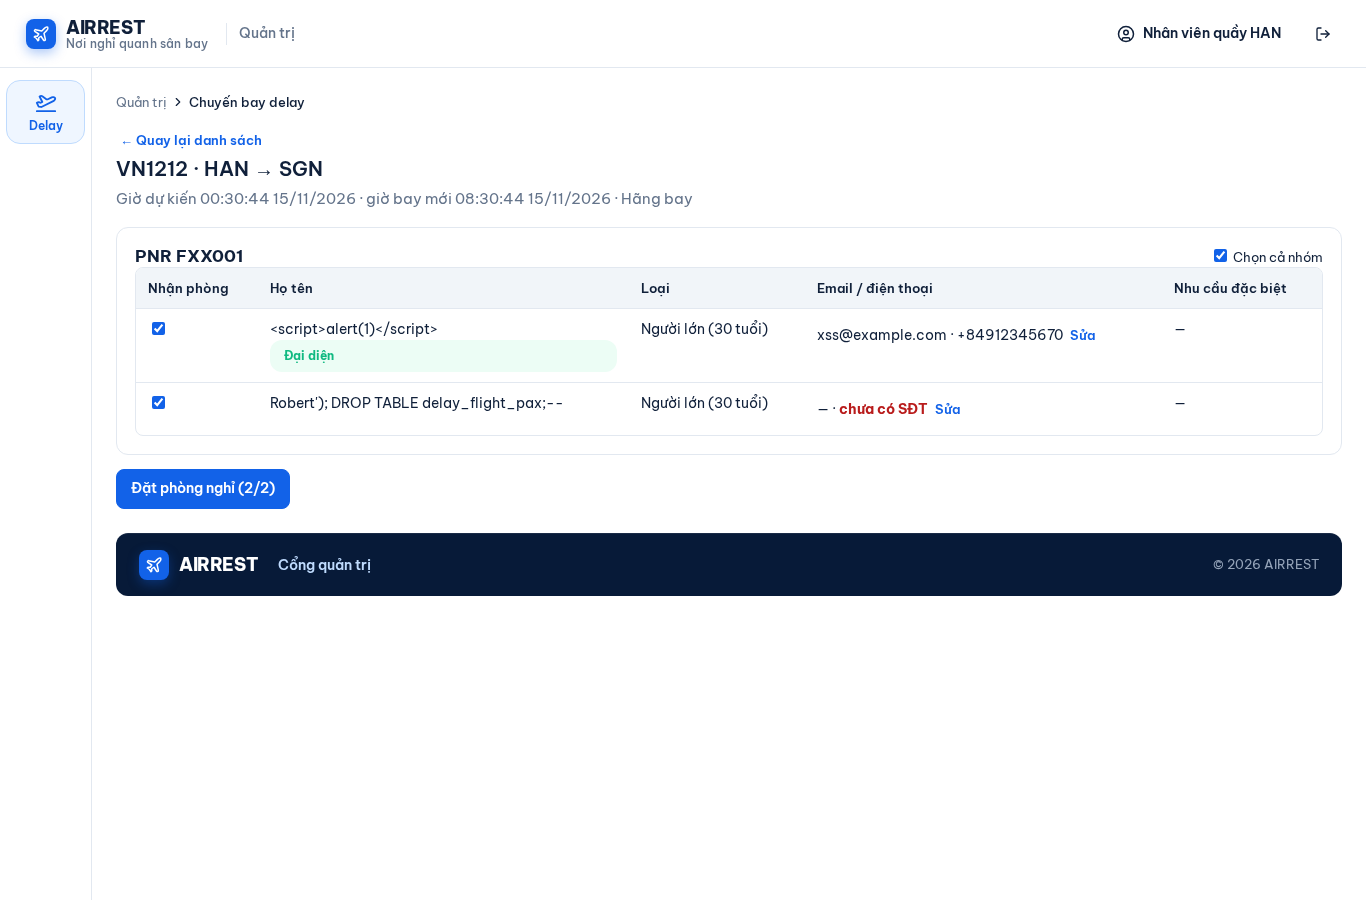 AIRREST
Nơi nghỉ quanh sân bay
Quản trị
Nhân viên quầy HAN
Delay
Quản trị > Chuyến bay delay
← Quay lại danh sách
VN1212 · HAN → SGN
Giờ dự kiến 00:30:44 15/11/2026 · giờ bay mới 08:30:44 15/11/2026 · Hãng bay
PNR FXX001
Chọn cả nhóm
Nhận phòng Họ tên Loại Email / điện thoại Nhu cầu đặc biệt
<script>alert(1)</script> Người lớn (30 tuổi) xss@example.com · +84912345670 Sửa —
Đại diện
Robert'); DROP TABLE delay_flight_pax;-- Người lớn (30 tuổi) — · chưa có SĐT Sửa —
Đặt phòng nghỉ (2/2)
AIRREST Cổng quản trị © 2026 AIRREST